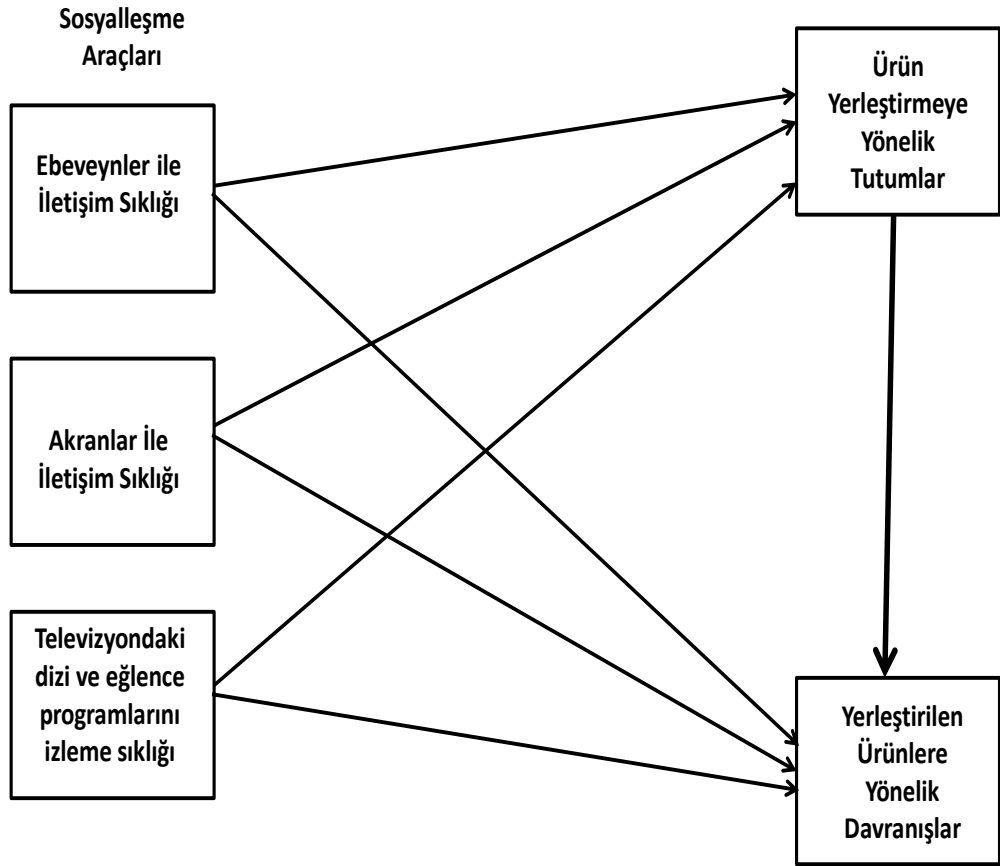 Sosyalleşme
Araçları
Ebeveynler ile
İletişim Sıklığı
Akranlar İle
İletişim Sıklığı
Televizyondaki
dizi ve eğlence
programlarını
izleme sıklığı
Ürün
Yerleştirmeye
Yönelik
Tutumlar
Yerleştirilen
Ürünlere
Yönelik
Davranışlar